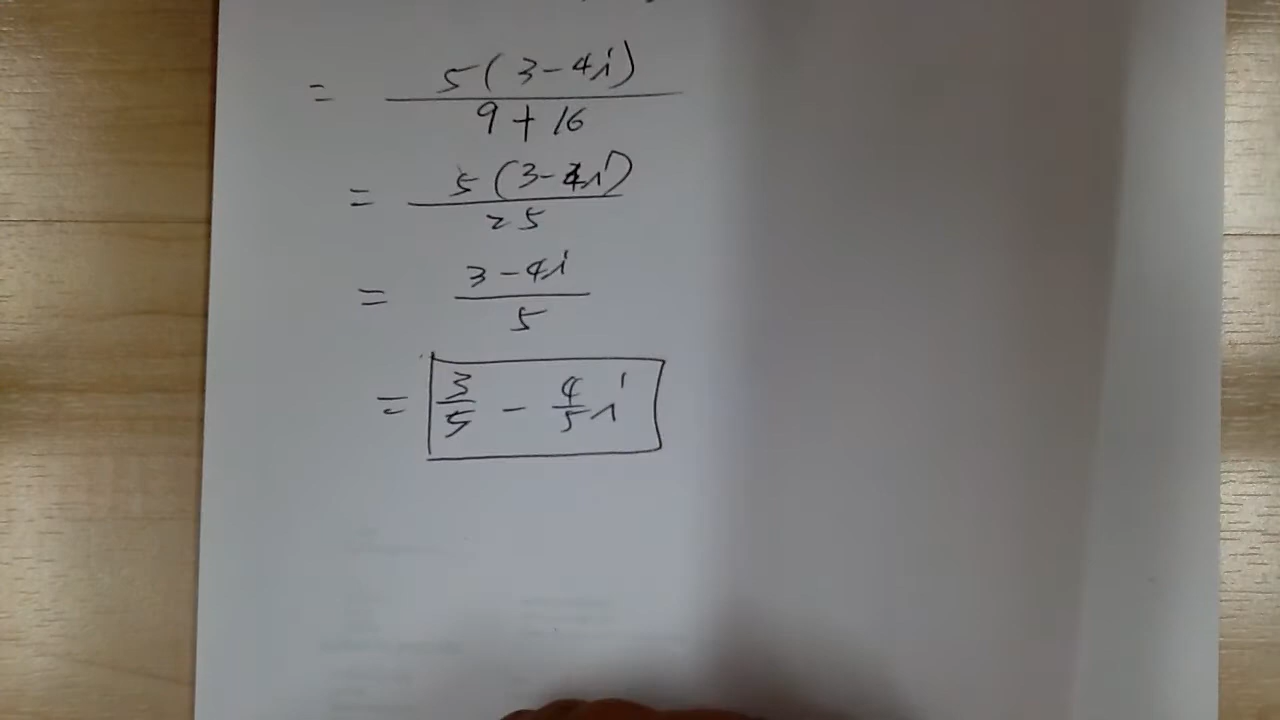 = 5(3-4i) / 9+16
= 5(3-4i) / 25
= 3-4i / 5
= 3/5 - 4/5 i